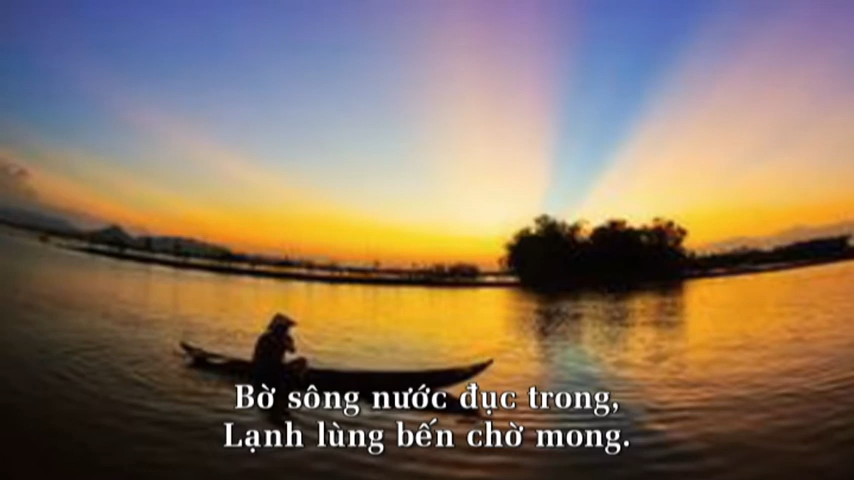 Bờ sông nước đục trong,
Lạnh lùng bến chờ mong.